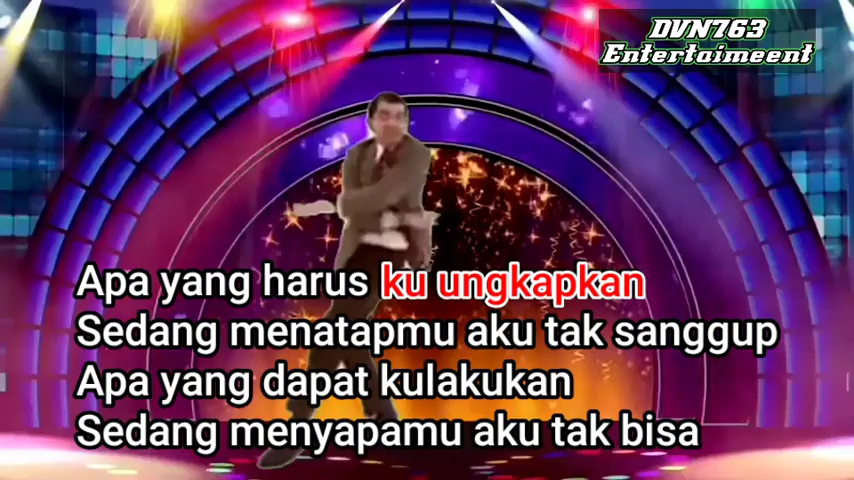 DVN763
Entertaimeent
Apa yang harus ku ungkapkan
Sedang menatapmu aku tak sanggup
Apa yang dapat kulakukan
Sedang menyapamu aku tak bisa